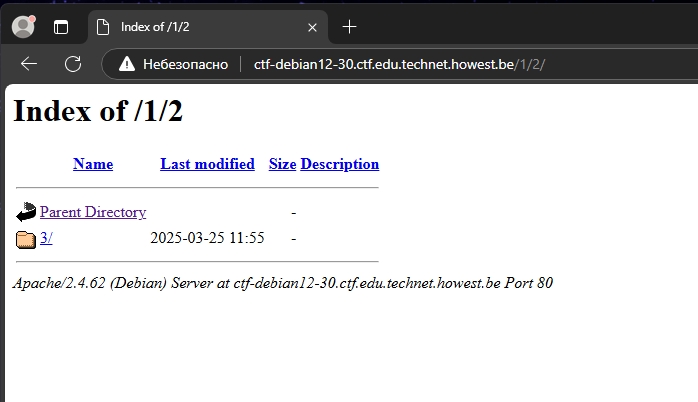 Index of /1/2
Небезопасно ctf-debian12-30.ctf.edu.technet.howest.be/1/2/
Index of /1/2
Name Last modified Size Description
Parent Directory -
3/ 2025-03-25 11:55 -
Apache/2.4.62 (Debian) Server at ctf-debian12-30.ctf.edu.technet.howest.be Port 80